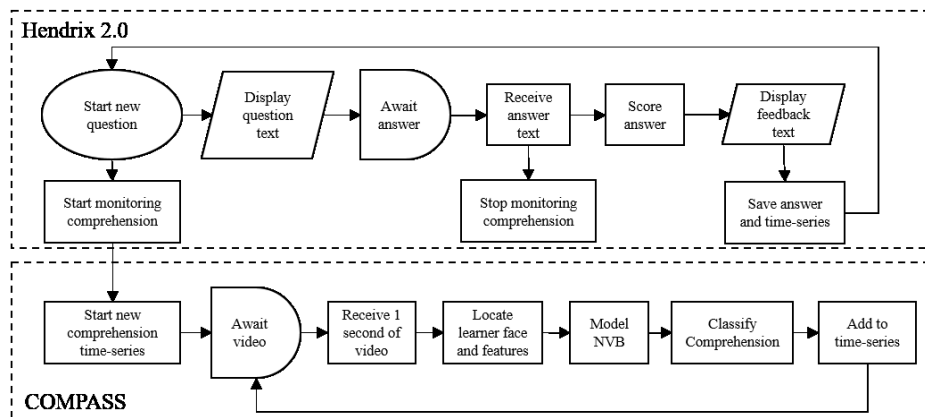 Hendrix 2.0
Start new
question
Display
question
text
Await
answer
Receive
answer
text
Score
answer
Display
feedback
text
Start monitoring
comprehension
Stop monitoring
comprehension
Save answer
and time-series
Start new
comprehension
time-series
Await
video
Receive 1
second of
video
Locate
learner face
and features
Model
NVB
Classify
Comprehension
Add to
time-series
COMPASS